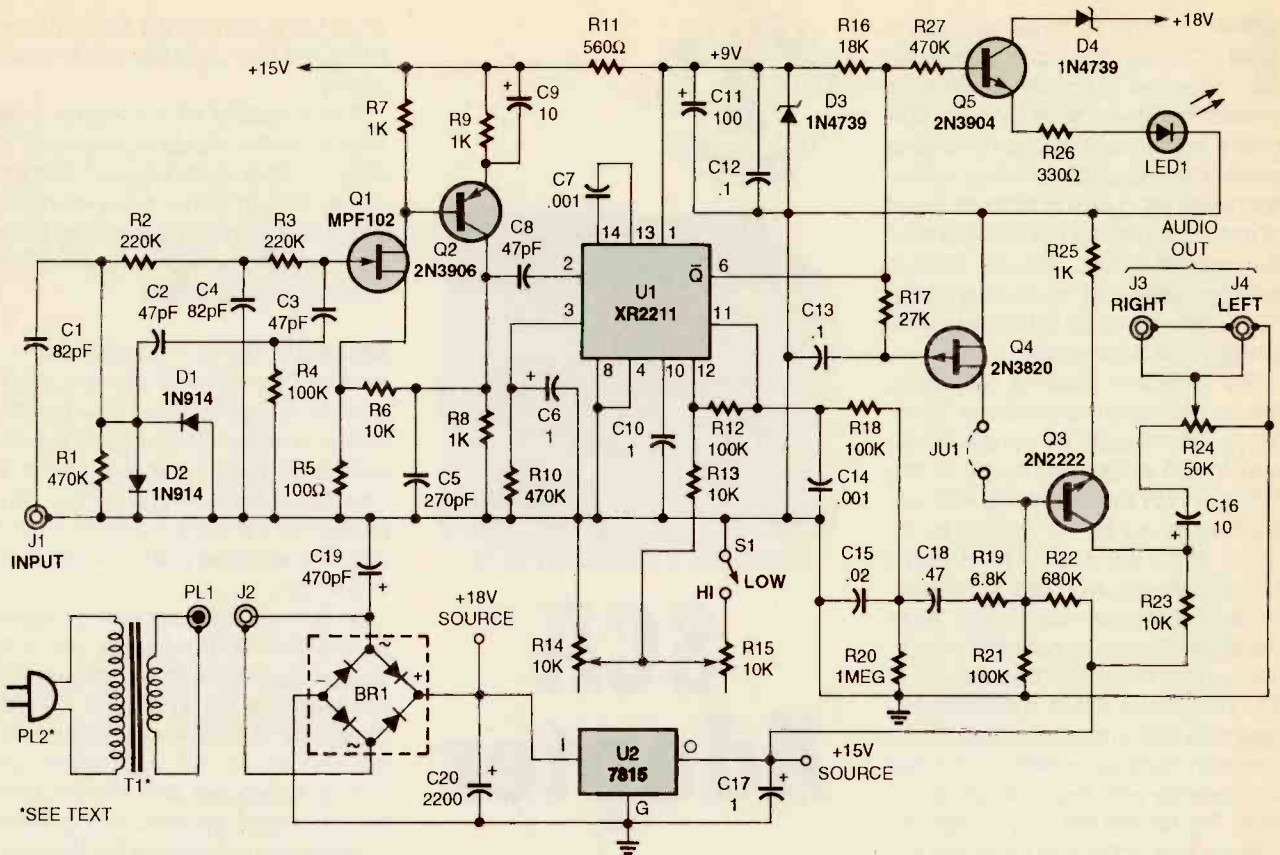 R11
560Ω
+15V
+9V
R16
18K
R27
470K
+18V
D4
1N4739
Q5
2N3904
R7
1K
R9
1K
+
C9
10
+
C11
100
D3
1N4739
C12
.1
R26
330Ω
LED1
C7
.001
Q1
MPF102
R2
220K
R3
220K
Q2
2N3906
C8
47pF
14
13
1
2
3
U1
XR2211
Q̅
6
11
8
4
10
12
R17
27K
R25
1K
AUDIO
OUT
J3
RIGHT
J4
LEFT
C1
82pF
C2
47pF
C4
82pF
C3
47pF
C13
.1
Q4
2N3820
D1
1N914
R4
100K
R6
10K
R8
1K
+
C6
1
C10
1
R12
100K
R18
100K
JU1
R24
50K
Q3
2N2222
R1
470K
D2
1N914
R5
100Ω
C5
270pF
R10
470K
R13
10K
C14
.001
C16
10
+
J1
INPUT
C19
470pF
+
S1
LOW
HI
C15
.02
C18
.47
R19
6.8K
R22
680K
R23
10K
PL1
J2
+18V
SOURCE
R14
10K
R15
10K
R20
1MEG
R21
100K
~
–
BR1
+
~
PL2*
T1*
I
U2
7815
O
G
+15V
SOURCE
C20
2200
+
C17
1
+
*SEE TEXT